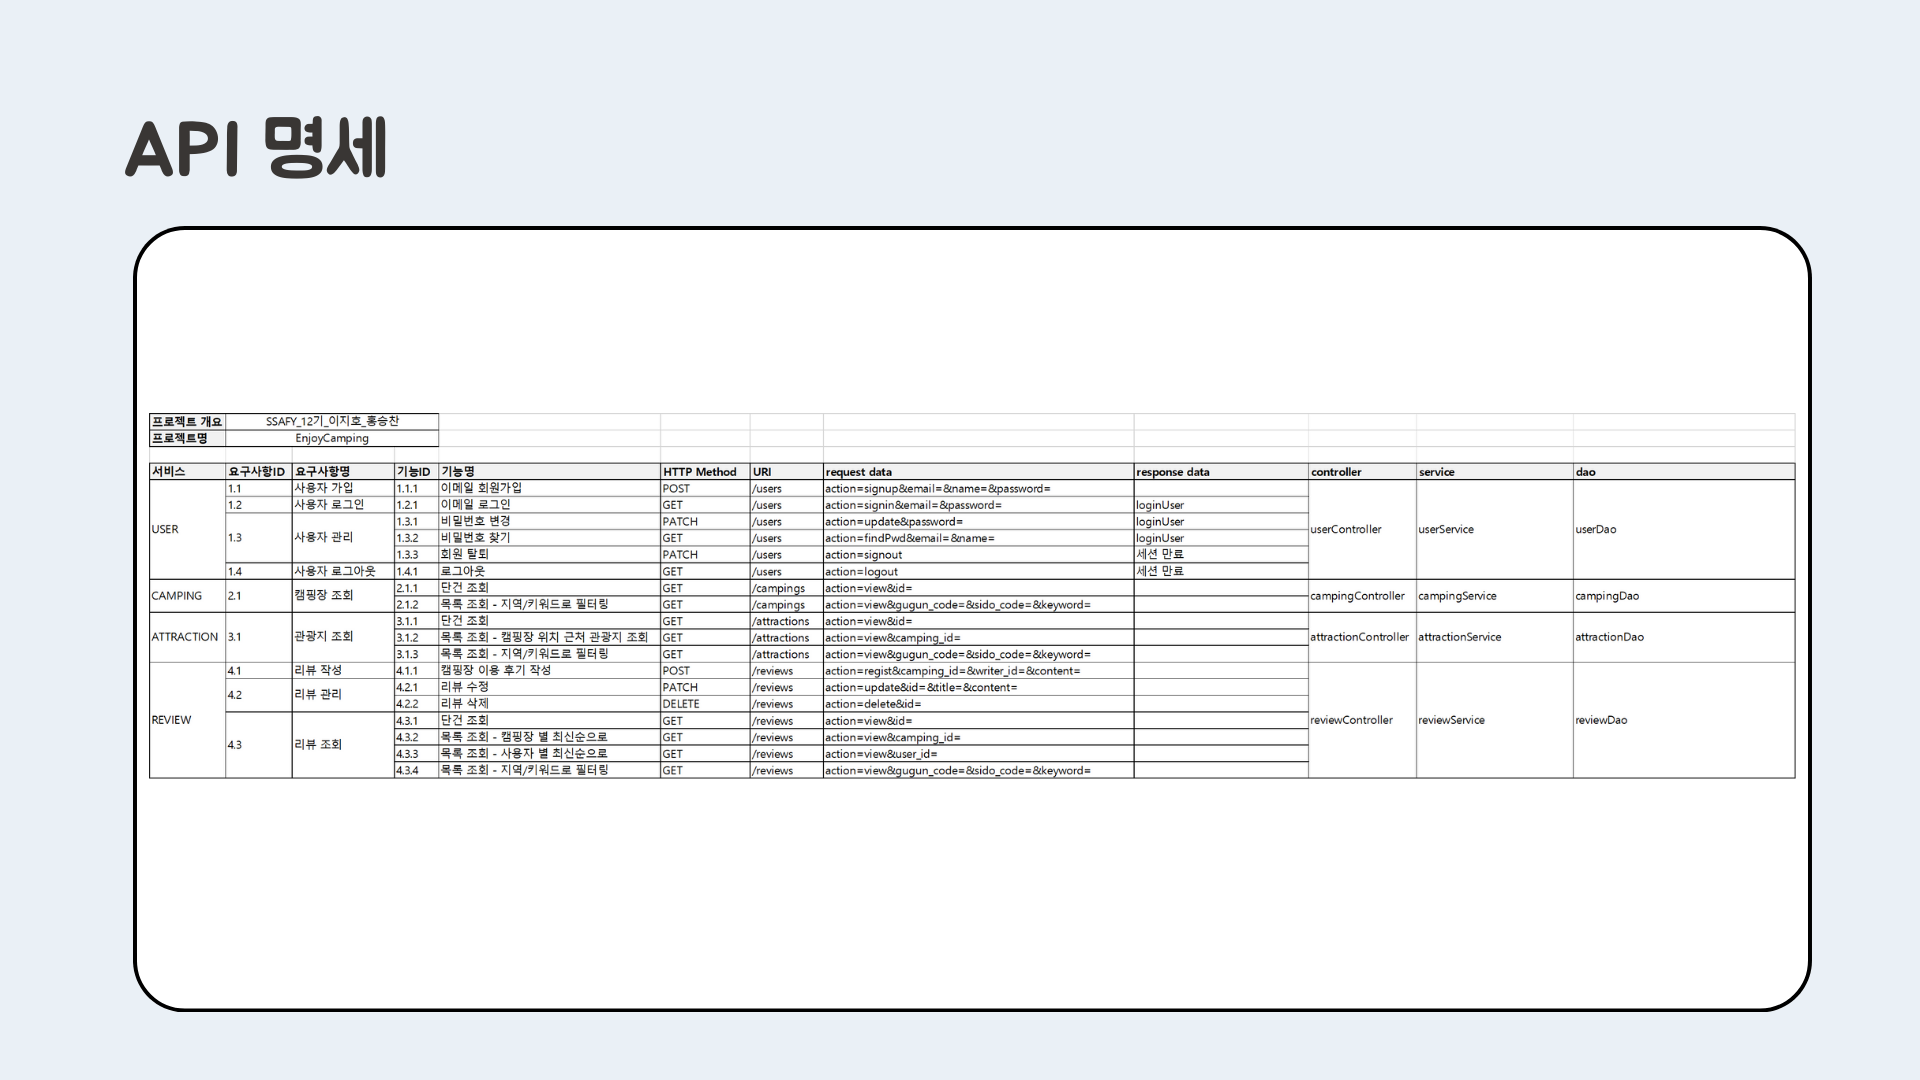 API 명세
프로젝트 개요 SSAFY_12기_이지호_홍승찬
프로젝트명 EnjoyCamping
서비스 요구사항ID 요구사항명 기능ID 기능명 HTTP Method URI request data response data controller service dao
USER 1.1 사용자 가입 1.1.1 이메일 회원가입 POST /users action=signup&email=&name=&password= userController userService userDao
1.2 사용자 로그인 1.2.1 이메일 로그인 GET /users action=signin&email=&password= loginUser
1.3 사용자 관리 1.3.1 비밀번호 변경 PATCH /users action=update&password= loginUser
1.3.2 비밀번호 찾기 GET /users action=findPwd&email=&name= loginUser
1.3.3 회원 탈퇴 PATCH /users action=signout 세션 만료
1.4 사용자 로그아웃 1.4.1 로그아웃 GET /users action=logout 세션 만료
CAMPING 2.1 캠핑장 조회 2.1.1 단건 조회 GET /campings action=view&id= campingController campingService campingDao
2.1.2 목록 조회 - 지역/키워드로 필터링 GET /campings action=view&gugun_code=&sido_code=&keyword=
ATTRACTION 3.1 관광지 조회 3.1.1 단건 조회 GET /attractions action=view&id= attractionController attractionService attractionDao
3.1.2 목록 조회 - 캠핑장 위치 근처 관광지 조회 GET /attractions action=view&camping_id=
3.1.3 목록 조회 - 지역/키워드로 필터링 GET /attractions action=view&gugun_code=&sido_code=&keyword=
REVIEW 4.1 리뷰 작성 4.1.1 캠핑장 이용 후기 작성 POST /reviews action=regist&camping_id=&writer_id=&content= reviewController reviewService reviewDao
4.2 리뷰 관리 4.2.1 리뷰 수정 PATCH /reviews action=update&id=&title=&content=
4.2.2 리뷰 삭제 DELETE /reviews action=delete&id=
4.3 리뷰 조회 4.3.1 단건 조회 GET /reviews action=view&id=
4.3.2 목록 조회 - 캠핑장 별 최신순으로 GET /reviews action=view&camping_id=
4.3.3 목록 조회 - 사용자 별 최신순으로 GET /reviews action=view&user_id=
4.3.4 목록 조회 - 지역/키워드로 필터링 GET /reviews action=view&gugun_code=&sido_code=&keyword=